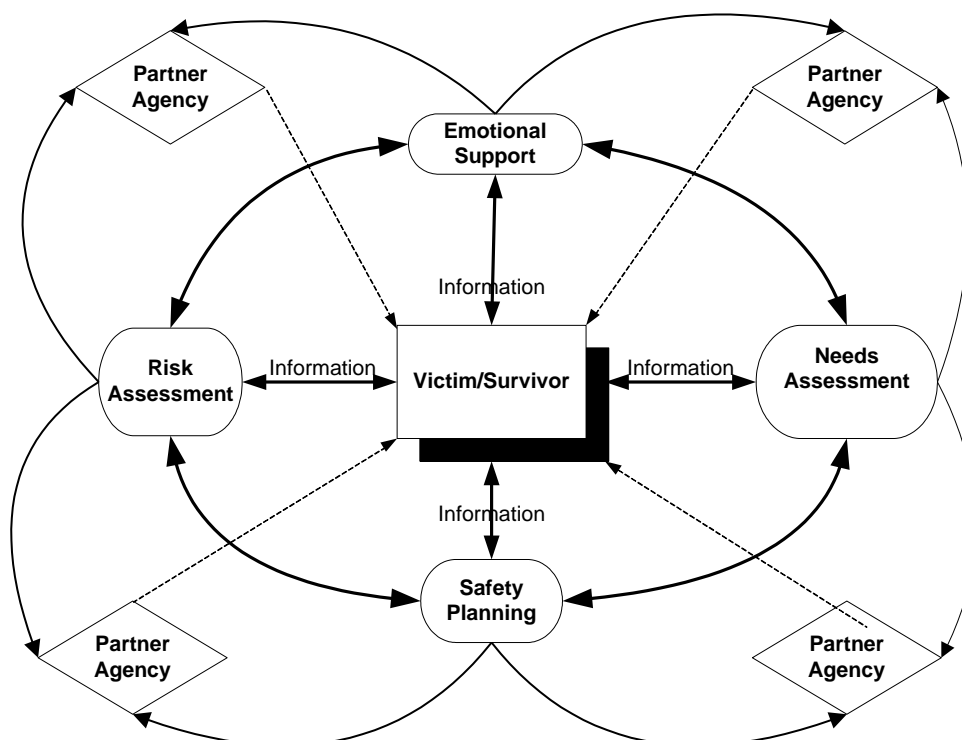 Partner
Agency
Partner
Agency
Emotional
Support
Information
Risk
Assessment
Information
Victim/Survivor
Information
Needs
Assessment
Information
Safety
Planning
Partner
Agency
Partner
Agency